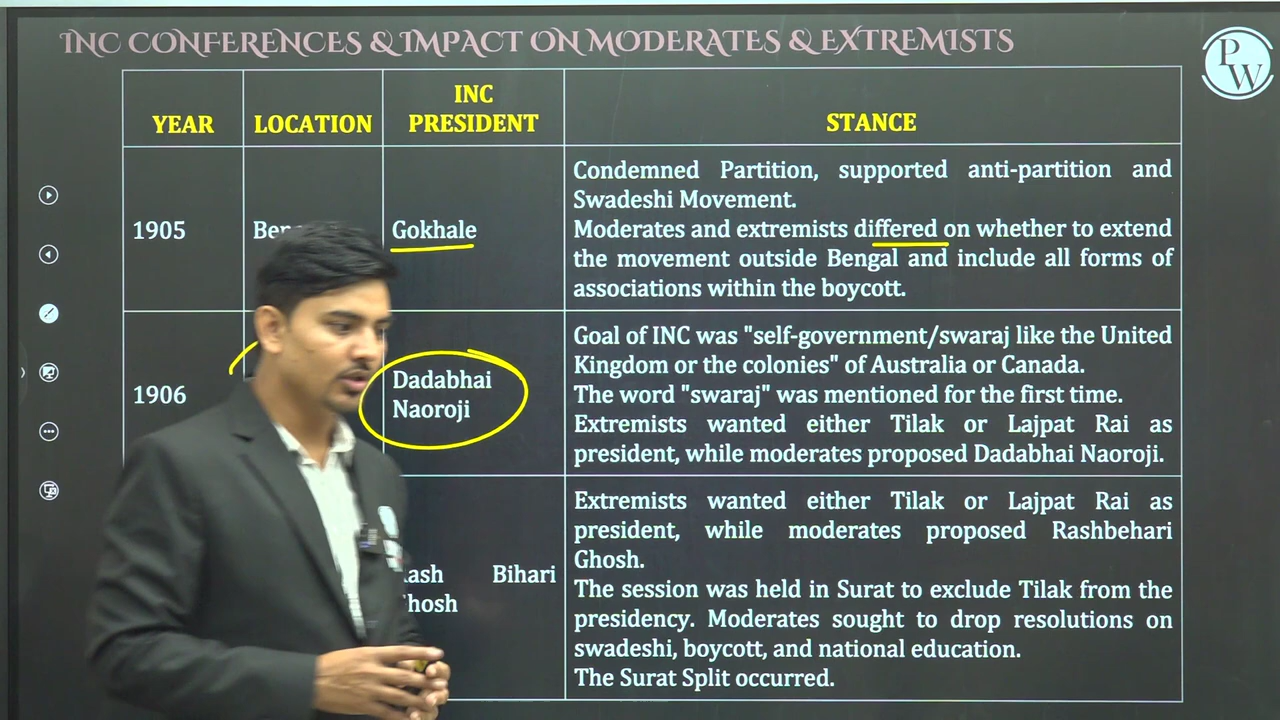 INC CONFERENCES & IMPACT ON MODERATES & EXTREMISTS
PW
YEAR
LOCATION
INC
PRESIDENT
STANCE
1905
Gokhale
Condemned Partition, supported anti-partition and
Swadeshi Movement.
Moderates and extremists differed on whether to extend
the movement outside Bengal and include all forms of
associations within the boycott.
1906
Dadabhai
Naoroji
Goal of INC was "self-government/swaraj like the United
Kingdom or the colonies" of Australia or Canada.
The word "swaraj" was mentioned for the first time.
Extremists wanted either Tilak or Lajpat Rai as
president, while moderates proposed Dadabhai Naoroji.
Bihari
Extremists wanted either Tilak or Lajpat Rai as
president, while moderates proposed Rashbehari
Ghosh.
The session was held in Surat to exclude Tilak from the
presidency. Moderates sought to drop resolutions on
swadeshi, boycott, and national education.
The Surat Split occurred.